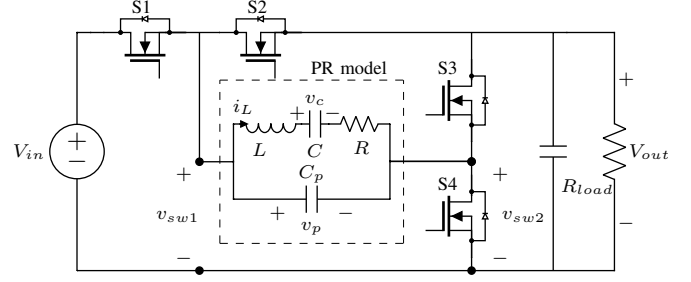 S1
S2
PR model
S3
i_L
+ v_c −
L
C
R
C_p
V_in
+
−
+
v_sw1
−
+ v_p −
S4
+
v_sw2
−
R_load
+
V_out
−